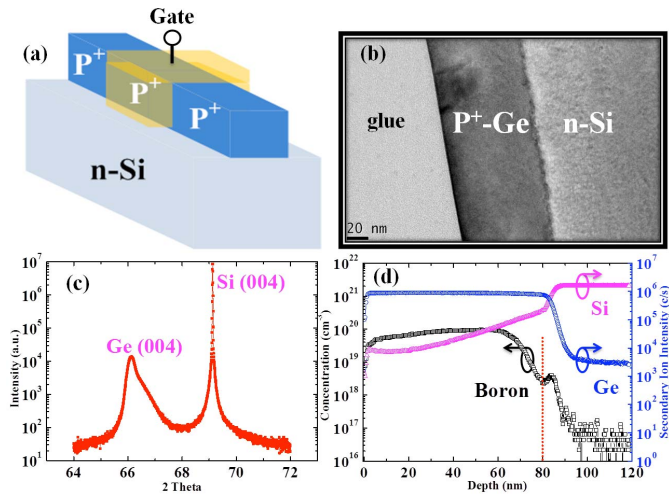 Gate
(a)
P+
P+
P+
n-Si
(b)
glue
P+-Ge
n-Si
20 nm
(c)
Si (004)
Ge (004)
Intensity (a.u.)
10^7
10^6
10^5
10^4
10^3
10^2
10^1
64 66 68 70 72
2 Theta
(d)
Si
Boron
Ge
Concentration (cm^-3)
10^22
10^21
10^20
10^19
10^18
10^17
10^16
Secondary Ion Intensity (c/s)
10^7
10^6
10^5
10^4
10^3
10^2
10^1
10^0
0 20 40 60 80 100 120
Depth (nm)